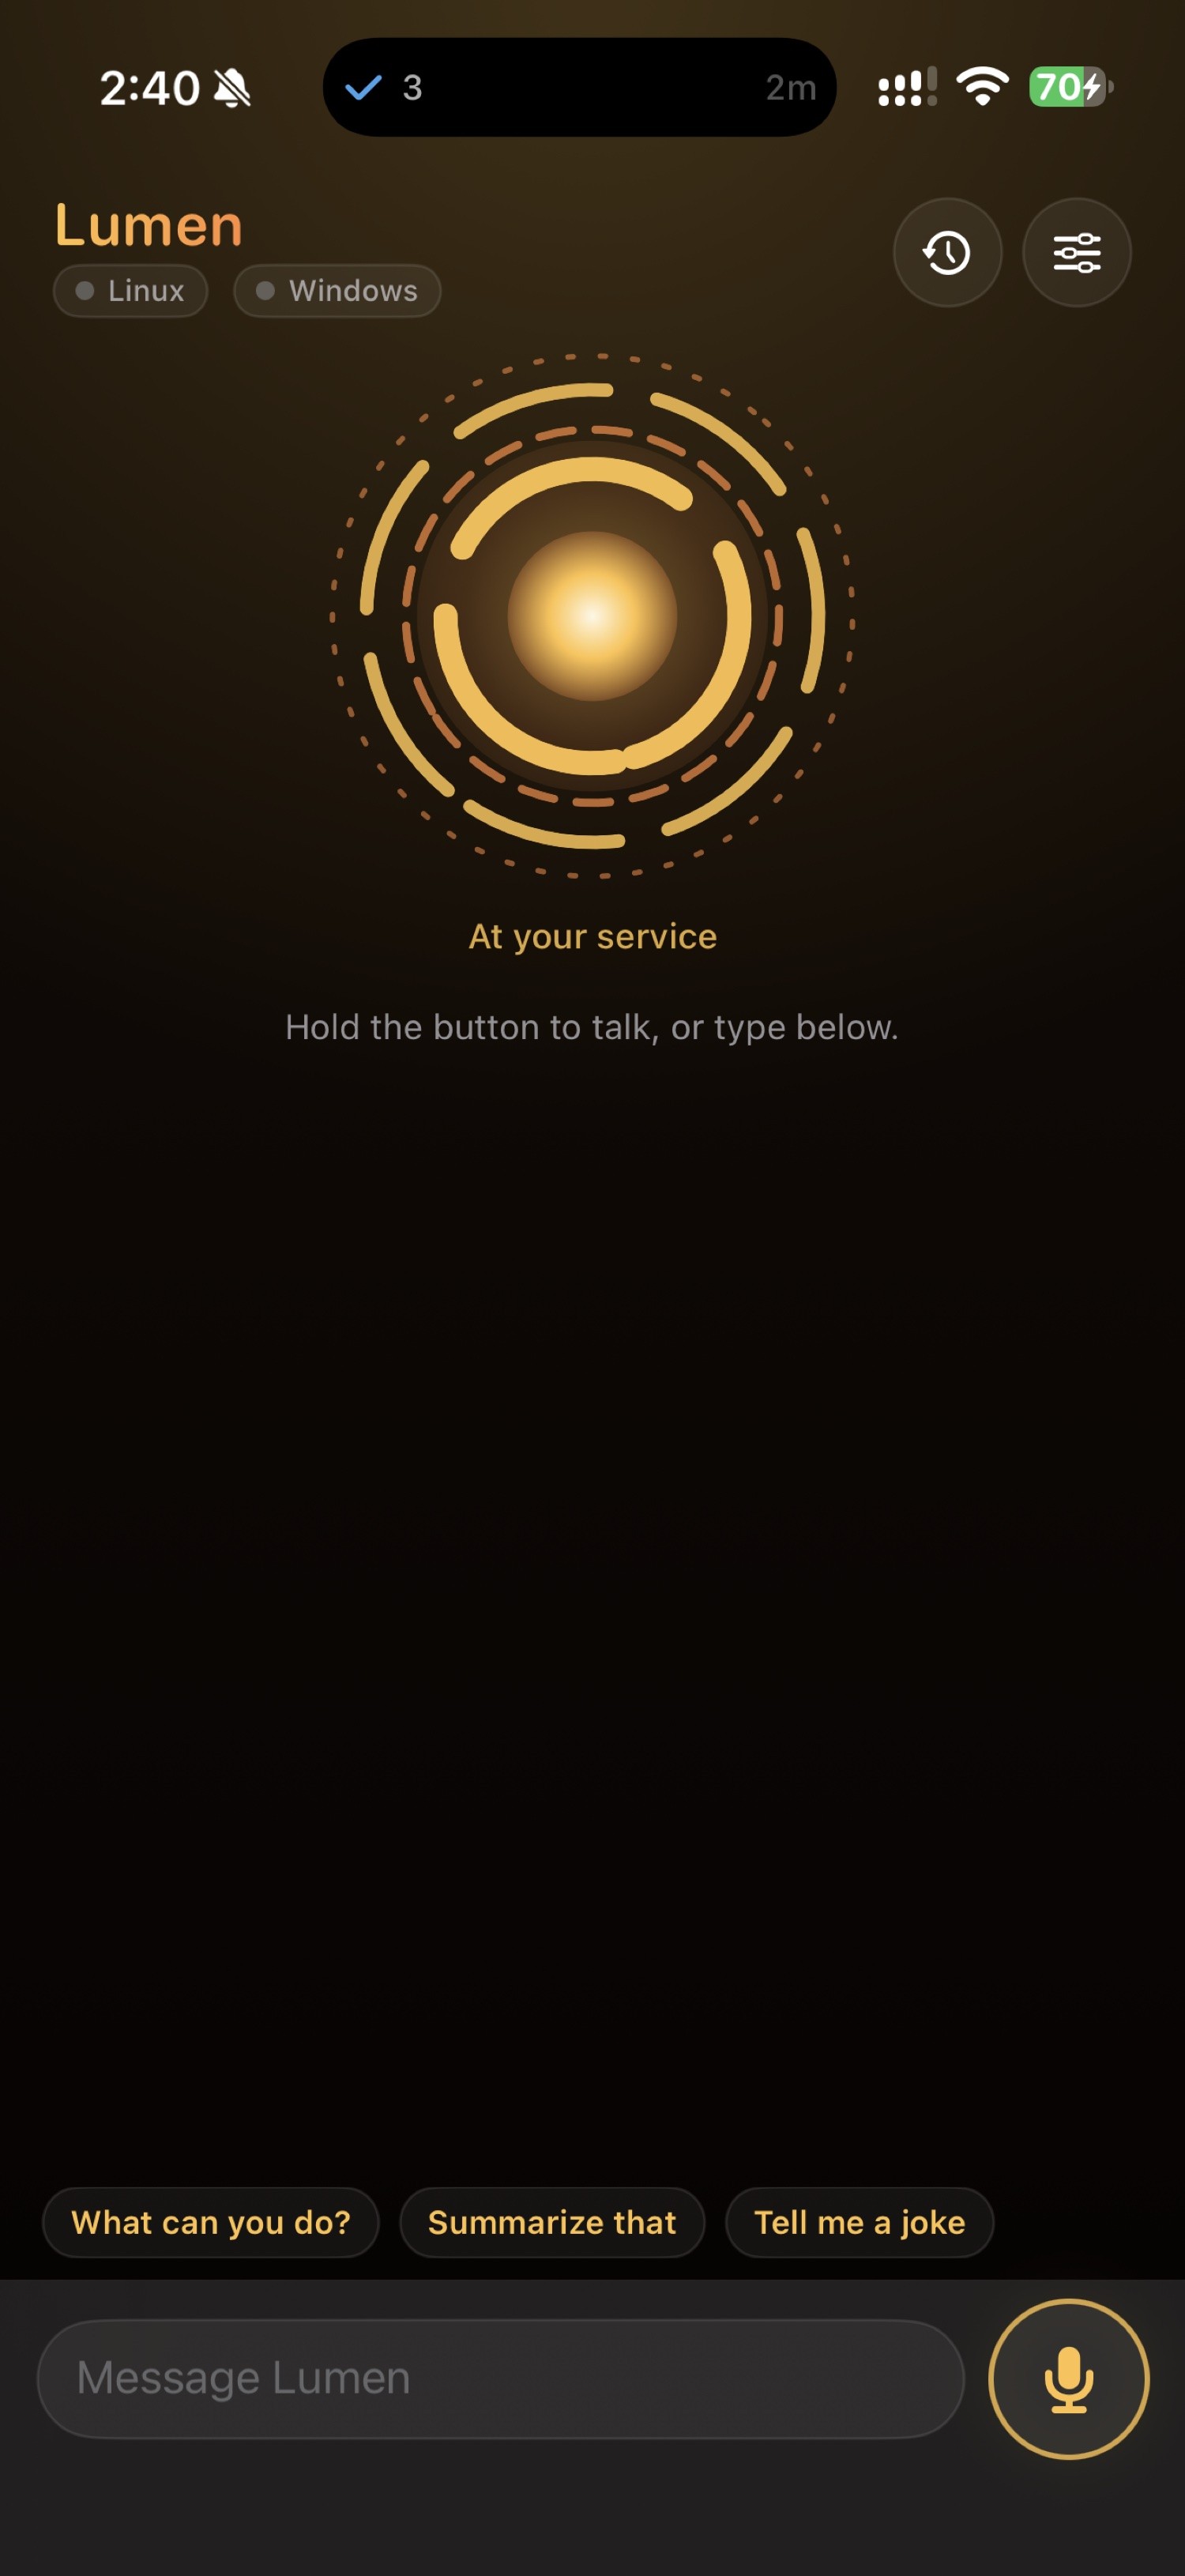 2:40
3
2m
70
Lumen
Linux
Windows
At your service
Hold the button to talk, or type below.
What can you do?
Summarize that
Tell me a joke
Message Lumen